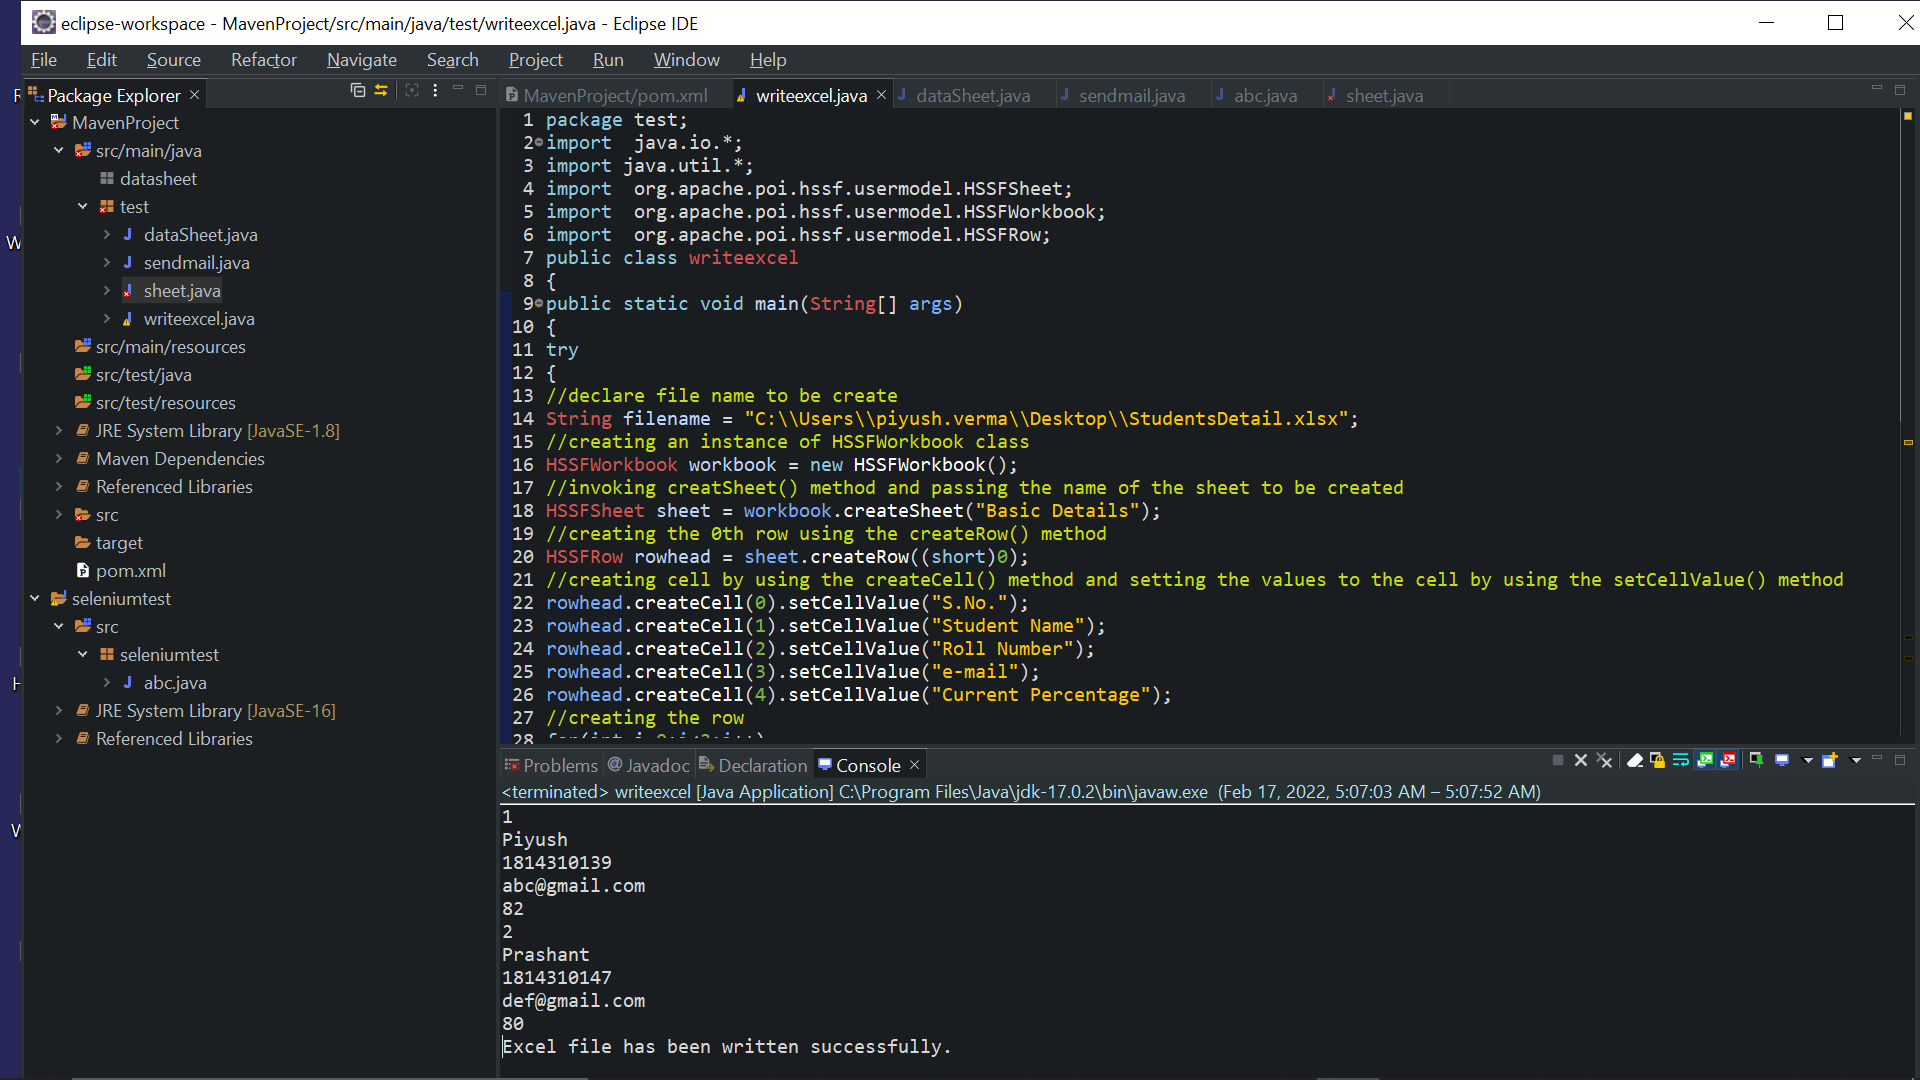 eclipse-workspace - MavenProject/src/main/java/test/writeexcel.java - Eclipse IDE
File Edit Source Refactor Navigate Search Project Run Window Help
Package Explorer
MavenProject
src/main/java
datasheet
test
dataSheet.java
sendmail.java
sheet.java
writeexcel.java
src/main/resources
src/test/java
src/test/resources
JRE System Library [JavaSE-1.8]
Maven Dependencies
Referenced Libraries
src
target
pom.xml
seleniumtest
src
seleniumtest
abc.java
JRE System Library [JavaSE-16]
Referenced Libraries
MavenProject/pom.xml writeexcel.java dataSheet.java sendmail.java abc.java sheet.java
1 package test;
2 import  java.io.*;
3 import java.util.*;
4 import  org.apache.poi.hssf.usermodel.HSSFSheet;
5 import  org.apache.poi.hssf.usermodel.HSSFWorkbook;
6 import  org.apache.poi.hssf.usermodel.HSSFRow;
7 public class writeexcel
8 {
9 public static void main(String[] args)
10 {
11 try
12 {
13 //declare file name to be create
14 String filename = "C:\\Users\\piyush.verma\\Desktop\\StudentsDetail.xlsx";
15 //creating an instance of HSSFWorkbook class
16 HSSFWorkbook workbook = new HSSFWorkbook();
17 //invoking creatSheet() method and passing the name of the sheet to be created
18 HSSFSheet sheet = workbook.createSheet("Basic Details");
19 //creating the 0th row using the createRow() method
20 HSSFRow rowhead = sheet.createRow((short)0);
21 //creating cell by using the createCell() method and setting the values to the cell by using the setCellValue() method
22 rowhead.createCell(0).setCellValue("S.No.");
23 rowhead.createCell(1).setCellValue("Student Name");
24 rowhead.createCell(2).setCellValue("Roll Number");
25 rowhead.createCell(3).setCellValue("e-mail");
26 rowhead.createCell(4).setCellValue("Current Percentage");
27 //creating the row
28
Problems Javadoc Declaration Console
<terminated> writeexcel [Java Application] C:\Program Files\Java\jdk-17.0.2\bin\javaw.exe  (Feb 17, 2022, 5:07:03 AM – 5:07:52 AM)
1
Piyush
1814310139
abc@gmail.com
82
2
Prashant
1814310147
def@gmail.com
80
Excel file has been written successfully.